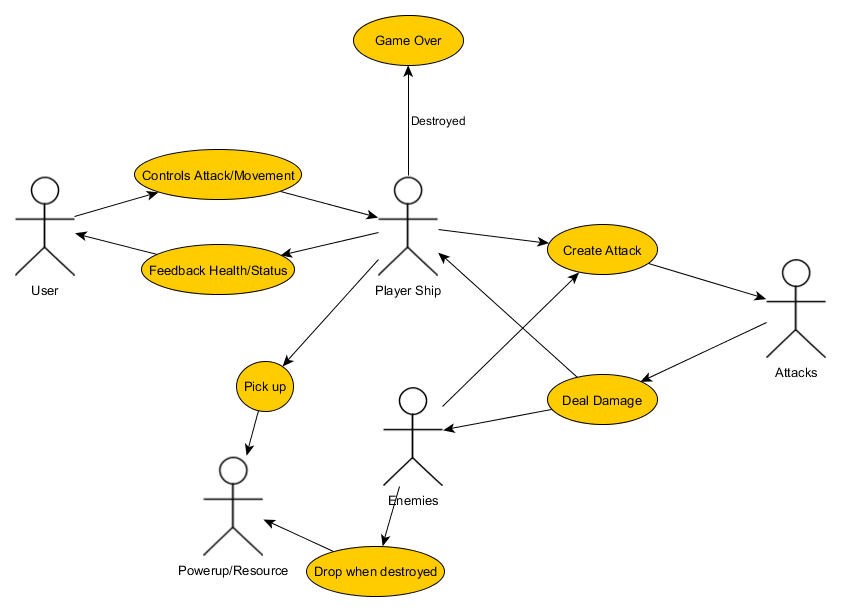 Game Over
Destroyed
Controls Attack/Movement
Feedback Health/Status
User
Player Ship
Create Attack
Attacks
Pick up
Deal Damage
Enemies
Powerup/Resource
Drop when destroyed